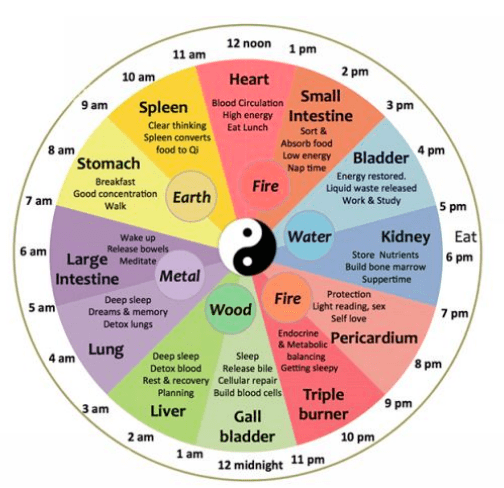 12 noon
1 pm
2 pm
3 pm
4 pm
5 pm
Eat
6 pm
7 pm
8 pm
9 pm
10 pm
11 pm
12 midnight
1 am
2 am
3 am
4 am
5 am
6 am
7 am
8 am
9 am
10 am
11 am
Heart
Blood Circulation
High energy
Eat Lunch
Small
Intestine
Sort &
Absorb food
Low energy
Nap time
Fire
Bladder
Energy restored.
Liquid waste released
Work & Study
Water
Kidney
Store Nutrients
Build bone marrow
Suppertime
Protection
Light reading, sex
Self love
Pericardium
Fire
Endocrine
& Metabolic
balancing
Getting sleepy
Triple
burner
Sleep
Release bile
Cellular repair
Build blood cells
Gall
bladder
Wood
Deep sleep
Detox blood
Rest & recovery
Planning
Liver
Deep sleep
Dreams & memory
Detox lungs
Lung
Metal
Wake up
Release bowels
Meditate
Large
Intestine
Stomach
Breakfast
Good concentration
Walk
Earth
Spleen
Clear thinking
Spleen converts
food to Qi